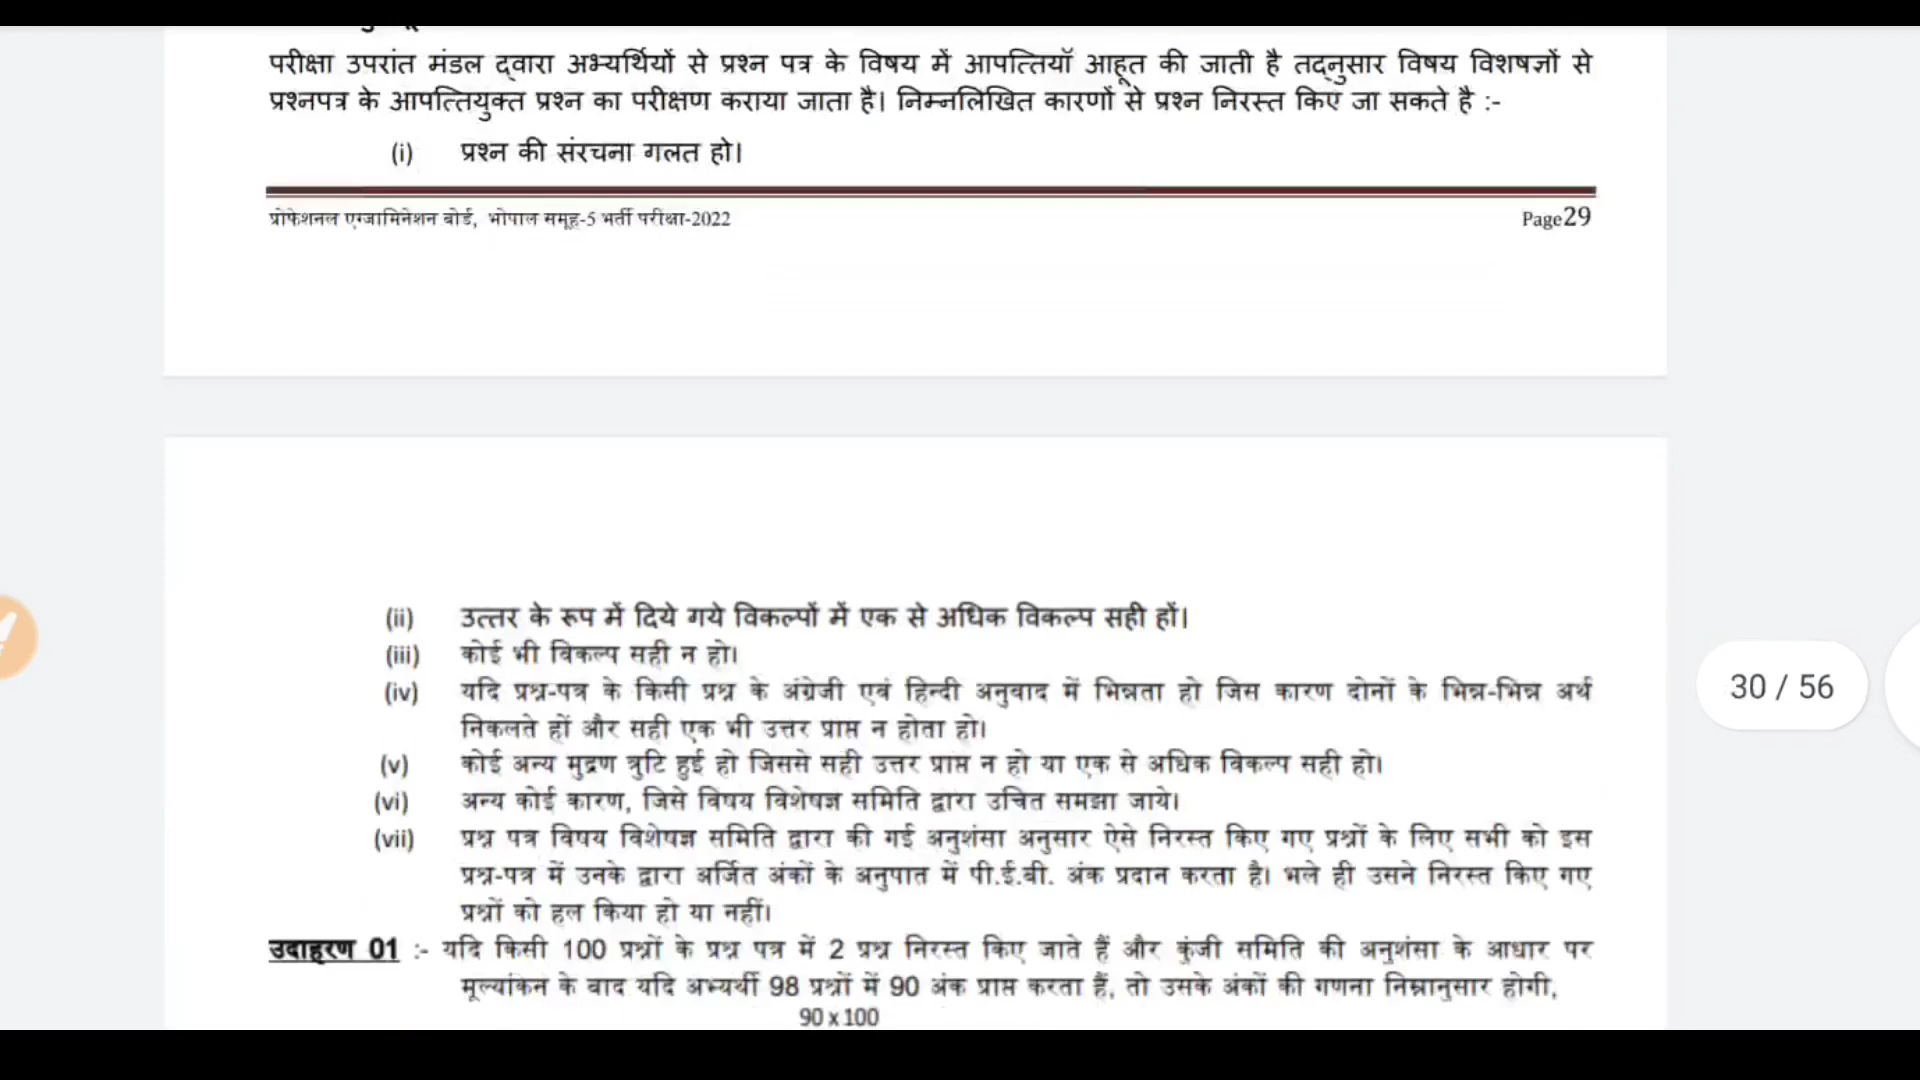 परीक्षा उपरांत मंडल द्वारा अभ्यर्थियों से प्रश्न पत्र के विषय में आपत्तियॉ आहूत की जाती है तद्नुसार विषय विशषज्ञों से
प्रश्नपत्र के आपत्तियुक्त प्रश्न का परीक्षण कराया जाता है। निम्नलिखित कारणों से प्रश्न निरस्त किए जा सकते है :-
(i) प्रश्न की संरचना गलत हो।
प्रोफेशनल एग्जामिनेशन बोर्ड, भोपाल समूह-5 भर्ती परीक्षा-2022 Page29
(ii) उत्तर के रूप में दिये गये विकल्पों में एक से अधिक विकल्प सही हों।
(iii) कोई भी विकल्प सही न हो।
(iv) यदि प्रश्न-पत्र के किसी प्रश्न के अंग्रेजी एवं हिन्दी अनुवाद में भिन्नता हो जिस कारण दोनों के भिन्न-भिन्न अर्थ
निकलते हों और सही एक भी उत्तर प्राप्त न होता हो।
30 / 56
(v) कोई अन्य मुद्रण त्रुटि हुई हो जिससे सही उत्तर प्राप्त न हो या एक से अधिक विकल्प सही हो।
(vi) अन्य कोई कारण, जिसे विषय विशेषज्ञ समिति द्वारा उचित समझा जाये।
(vii) प्रश्न पत्र विषय विशेषज्ञ समिति द्वारा की गई अनुशंसा अनुसार ऐसे निरस्त किए गए प्रश्नों के लिए सभी को इस
प्रश्न-पत्र में उनके द्वारा अर्जित अंकों के अनुपात में पी.ई.बी. अंक प्रदान करता है। भले ही उसने निरस्त किए गए
प्रश्नों को हल किया हो या नहीं।
उदाहरण 01 :- यदि किसी 100 प्रश्नों के प्रश्न पत्र में 2 प्रश्न निरस्त किए जाते हैं और कुंजी समिति की अनुशंसा के आधार पर
मूल्यांकिन के बाद यदि अभ्यर्थी 98 प्रश्नों में 90 अंक प्राप्त करता हैं, तो उसके अंकों की गणना निम्नानुसार होगी,
90 x 100